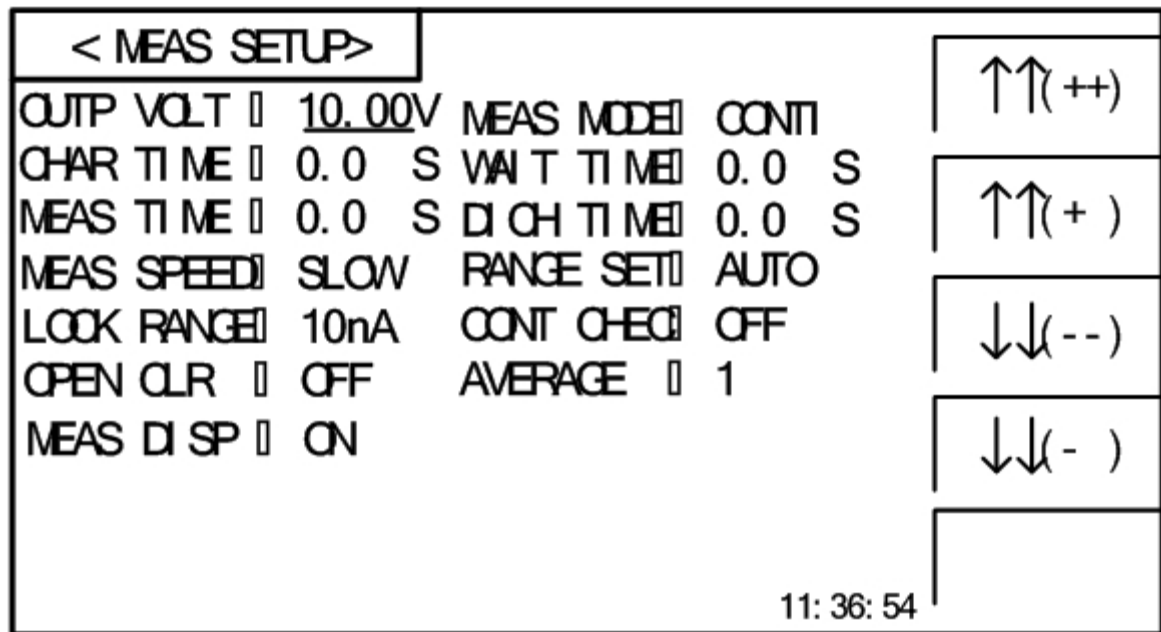 < MEAS SETUP>
OUTP VOLT ▯ 10.00V MEAS MODE▯ CONTI
CHAR TIME ▯ 0.0 S WAIT TIME▯ 0.0 S
MEAS TIME ▯ 0.0 S DICH TIME▯ 0.0 S
MEAS SPEED▯ SLOW RANGE SET▯ AUTO
LOOK RANGE▯ 10nA CONT CHEC▯ OFF
OPEN CLR ▯ OFF AVERAGE ▯ 1
MEAS DISP ▯ ON
↑↑(++)
↑↑(+ )
↓↓(--)
↓↓(- )
11:36:54